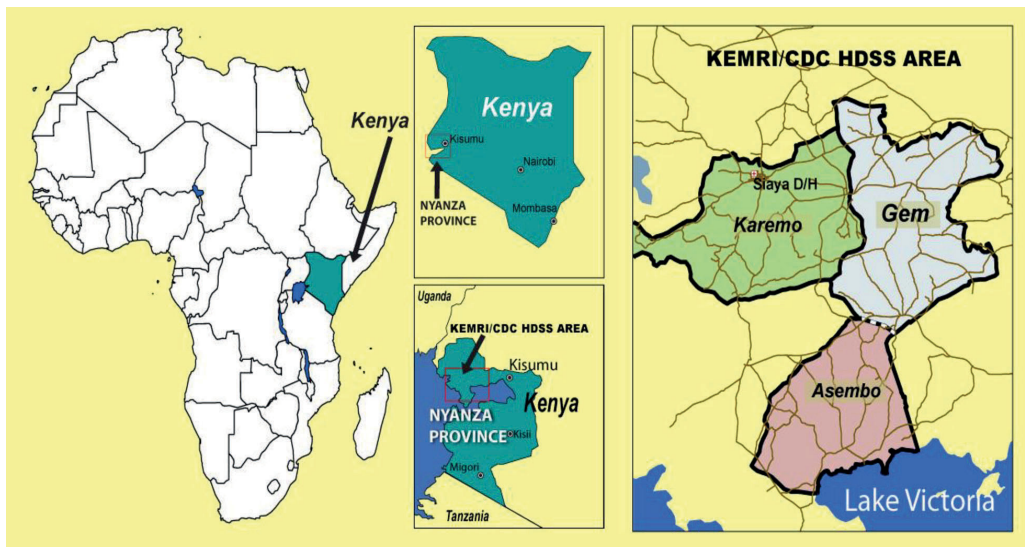 Kenya
Kenya
Kisumu
Nairobi
NYANZA
PROVINCE
Mombasa
Uganda
KEMRI/CDC HDSS AREA
Kisumu
Kenya
NYANZA
PROVINCE
Kisii
Migori
Tanzania
KEMRI/CDC HDSS AREA
Siaya D/H
Karemo
Gem
Asembo
Lake Victoria